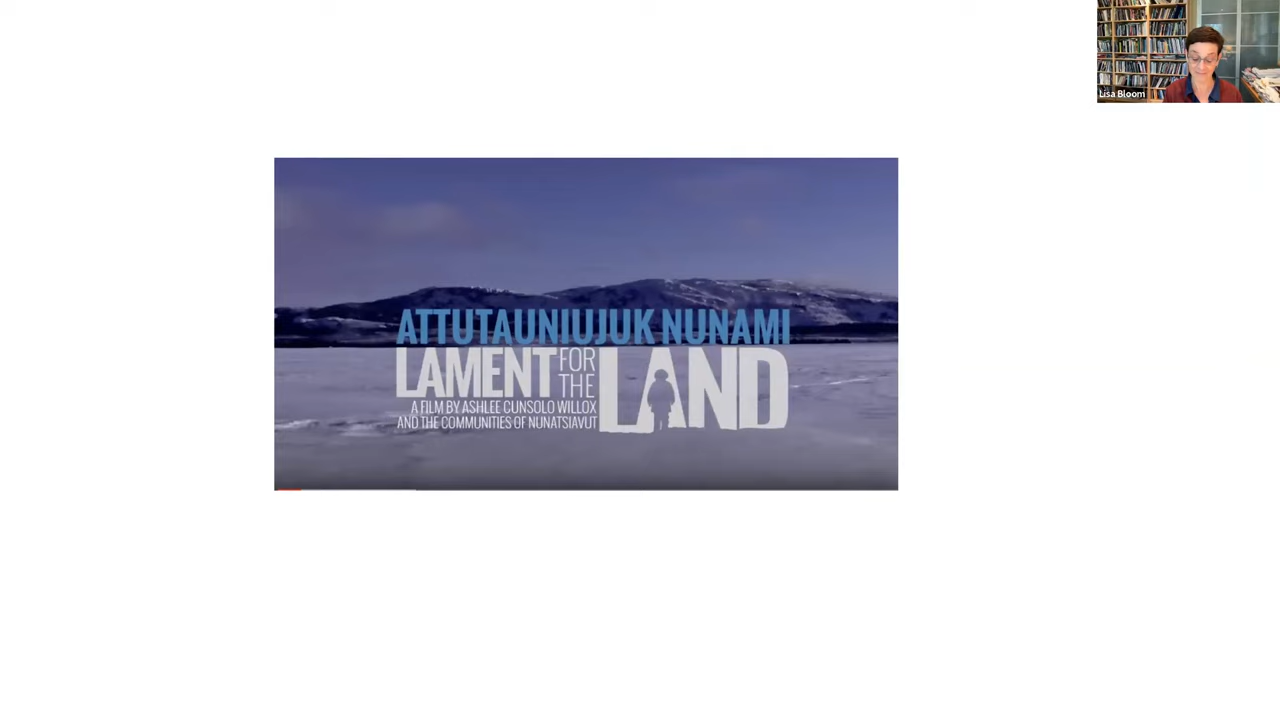 Lisa Bloom
ATTUTAUNIUJUK NUNAMI
LAMENT FOR THE LAND
A FILM BY ASHLEE CUNSOLO WILLOX
AND THE COMMUNITIES OF NUNATSIAVUT